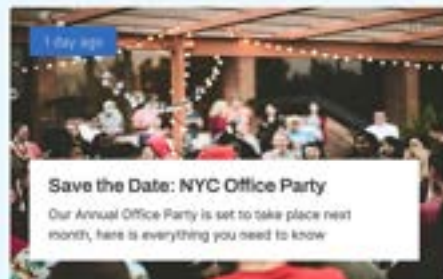 1 day ago
Save the Date: NYC Office Party
Our Annual Office Party is set to take place next
month, here is everything you need to know